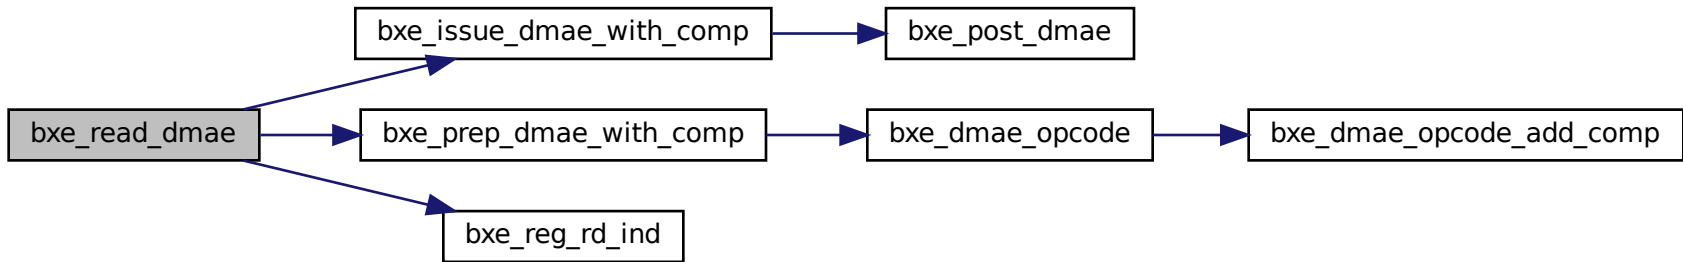 bxe_issue_dmae_with_comp
bxe_post_dmae
bxe_read_dmae
bxe_prep_dmae_with_comp
bxe_dmae_opcode
bxe_dmae_opcode_add_comp
bxe_reg_rd_ind